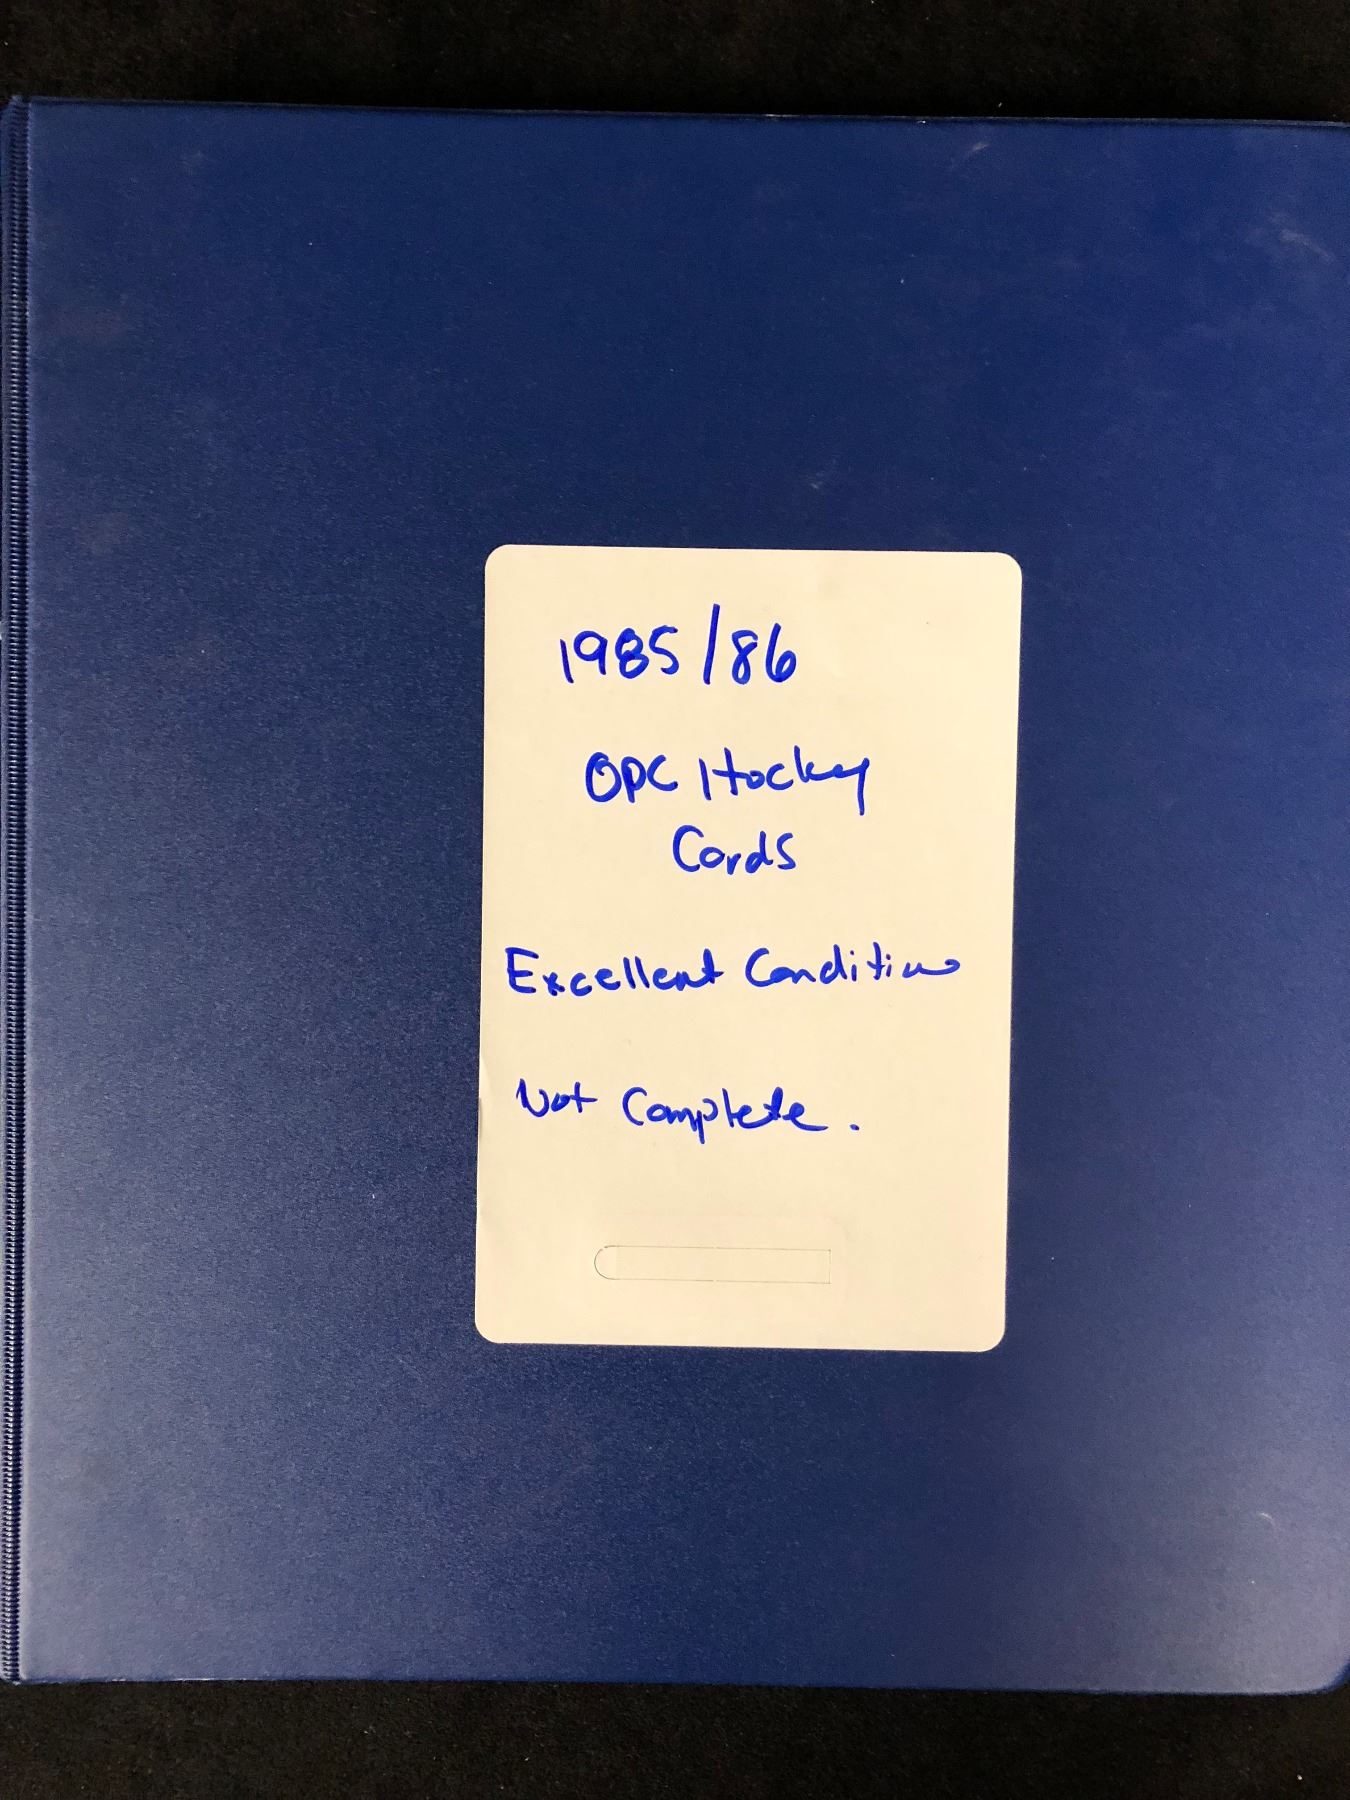 1985/86
OPC Hockey
Cards
Excellent Condition
Not Complete.